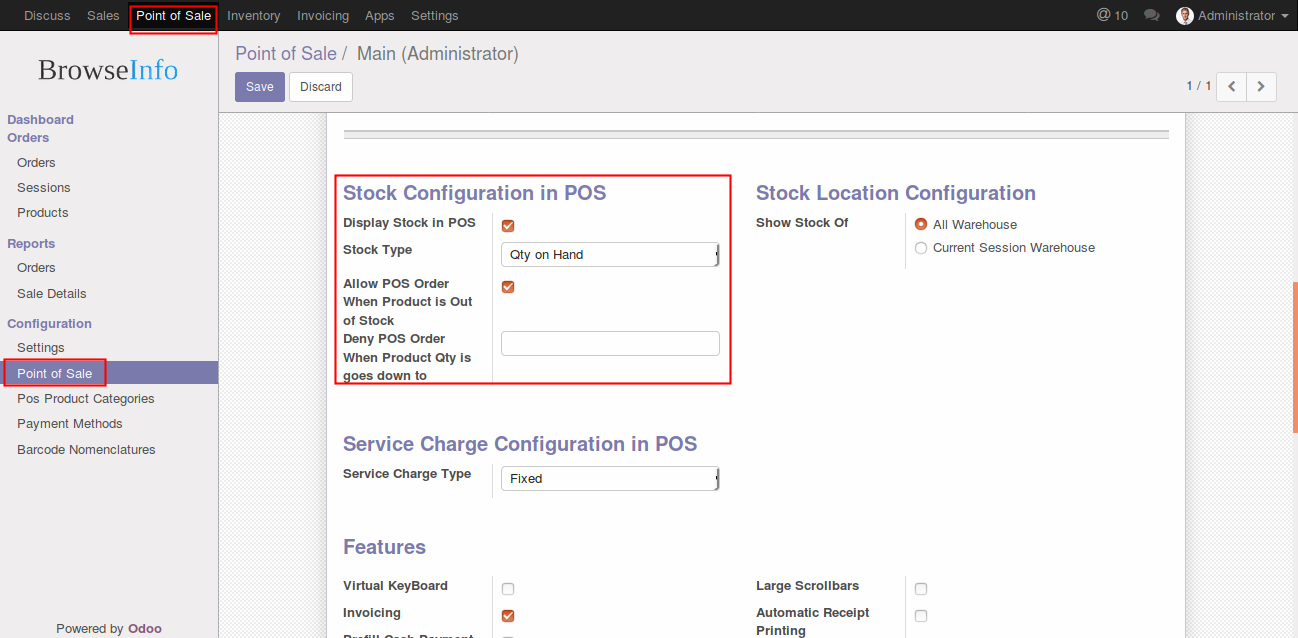 Discuss Sales Point of Sale Inventory Invoicing Apps Settings @ 10 Administrator
BrowseInfo
Dashboard
Orders
Orders
Sessions
Products
Reports
Orders
Sale Details
Configuration
Settings
Point of Sale
Pos Product Categories
Payment Methods
Barcode Nomenclatures
Powered by Odoo
Point of Sale / Main (Administrator)
Save Discard
1 / 1
Stock Configuration in POS
Display Stock in POS
Stock Type Qty on Hand
Allow POS Order
When Product is Out
of Stock
Deny POS Order
When Product Qty is
goes down to
Stock Location Configuration
Show Stock Of All Warehouse
Current Session Warehouse
Service Charge Configuration in POS
Service Charge Type Fixed
Features
Virtual KeyBoard
Invoicing
Prefill Cash Payment
Large Scrollbars
Automatic Receipt
Printing